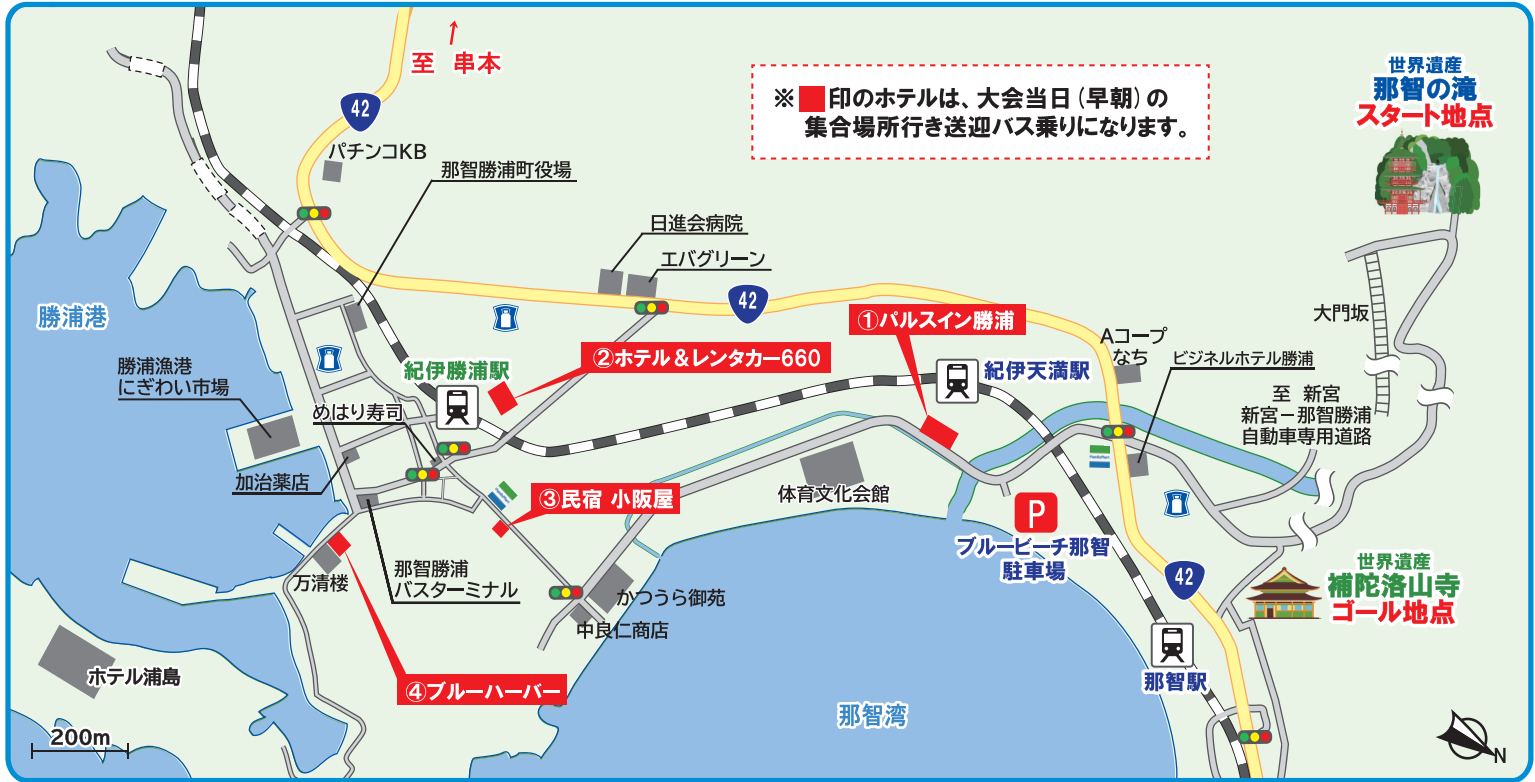 至 串本
42
※■印のホテルは、大会当日（早朝）の
集合場所行き送迎バス乗りになります。
世界遺産
那智の滝
スタート地点
パチンコKB
那智勝浦町役場
日進会病院
エバグリーン
42
①パルスイン勝浦
大門坂
勝浦港
②ホテル＆レンタカー660
Aコープ
なち
ビジネルホテル勝浦
紀伊勝浦駅
紀伊天満駅
勝浦漁港
にぎわい市場
至 新宮
新宮－那智勝浦
自動車専用道路
めはり寿司
加治薬店
体育文化会館
③民宿 小阪屋
P
ブルービーチ那智
駐車場
万清楼
那智勝浦
バスターミナル
42
世界遺産
補陀洛山寺
ゴール地点
かつうら御苑
中良仁商店
ホテル浦島
④ブルーハーバー
那智駅
那智湾
200m
N